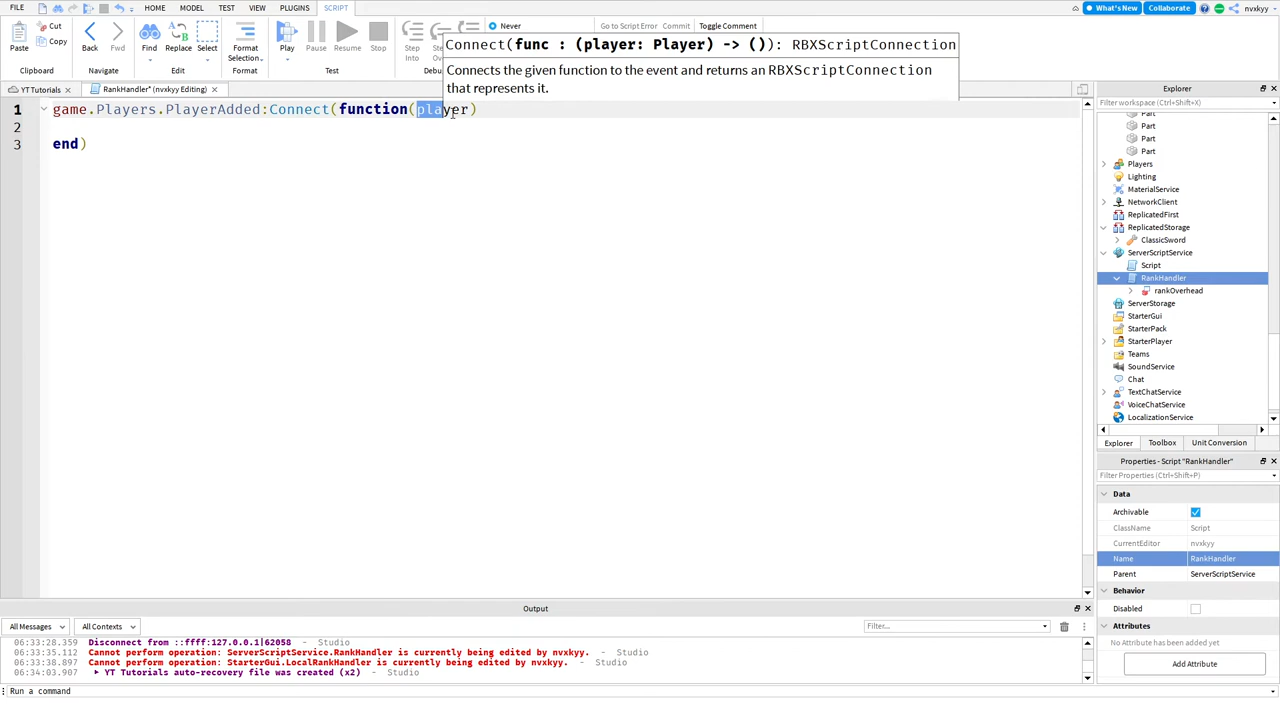 FILE HOME MODEL TEST VIEW PLUGINS SCRIPT What's New Collaborate nvxkyy
Paste Cut Copy Back Fwd Find Replace Select Format Selection Play Pause Resume Stop Step Into Never Go to Script Error Commit Toggle Comment
Clipboard Navigate Edit Format Test Debu
Connect(func : (player: Player) -> ()): RBXScriptConnection
Connects the given function to the event and returns an RBXScriptConnection
that represents it.
YT Tutorials RankHandler* (nvxkyy Editing)
1 game.Players.PlayerAdded:Connect(function(player)
2
3 end)
Explorer
Filter workspace (Ctrl+Shift+X)
Part
Part
Part
Part
Players
Lighting
MaterialService
NetworkClient
ReplicatedFirst
ReplicatedStorage
ClassicSword
ServerScriptService
Script
RankHandler
rankOverhead
ServerStorage
StarterGui
StarterPack
StarterPlayer
Teams
SoundService
Chat
TextChatService
VoiceChatService
LocalizationService
Explorer Toolbox Unit Conversion
Properties - Script "RankHandler"
Filter Properties (Ctrl+Shift+P)
Data
Archivable
ClassName Script
CurrentEditor nvxkyy
Name RankHandler
Parent ServerScriptService
Behavior
Disabled
Attributes
No Attribute has been added yet
Add Attribute
Output
All Messages All Contexts Filter...
06:33:28.359 Disconnect from ::ffff:127.0.0.1|62058 - Studio
06:33:35.112 Cannot perform operation: ServerScriptService.RankHandler is currently being edited by nvxkyy. - Studio
06:33:38.897 Cannot perform operation: StarterGui.LocalRankHandler is currently being edited by nvxkyy. - Studio
06:34:03.907 YT Tutorials auto-recovery file was created (x2) - Studio
Run a command